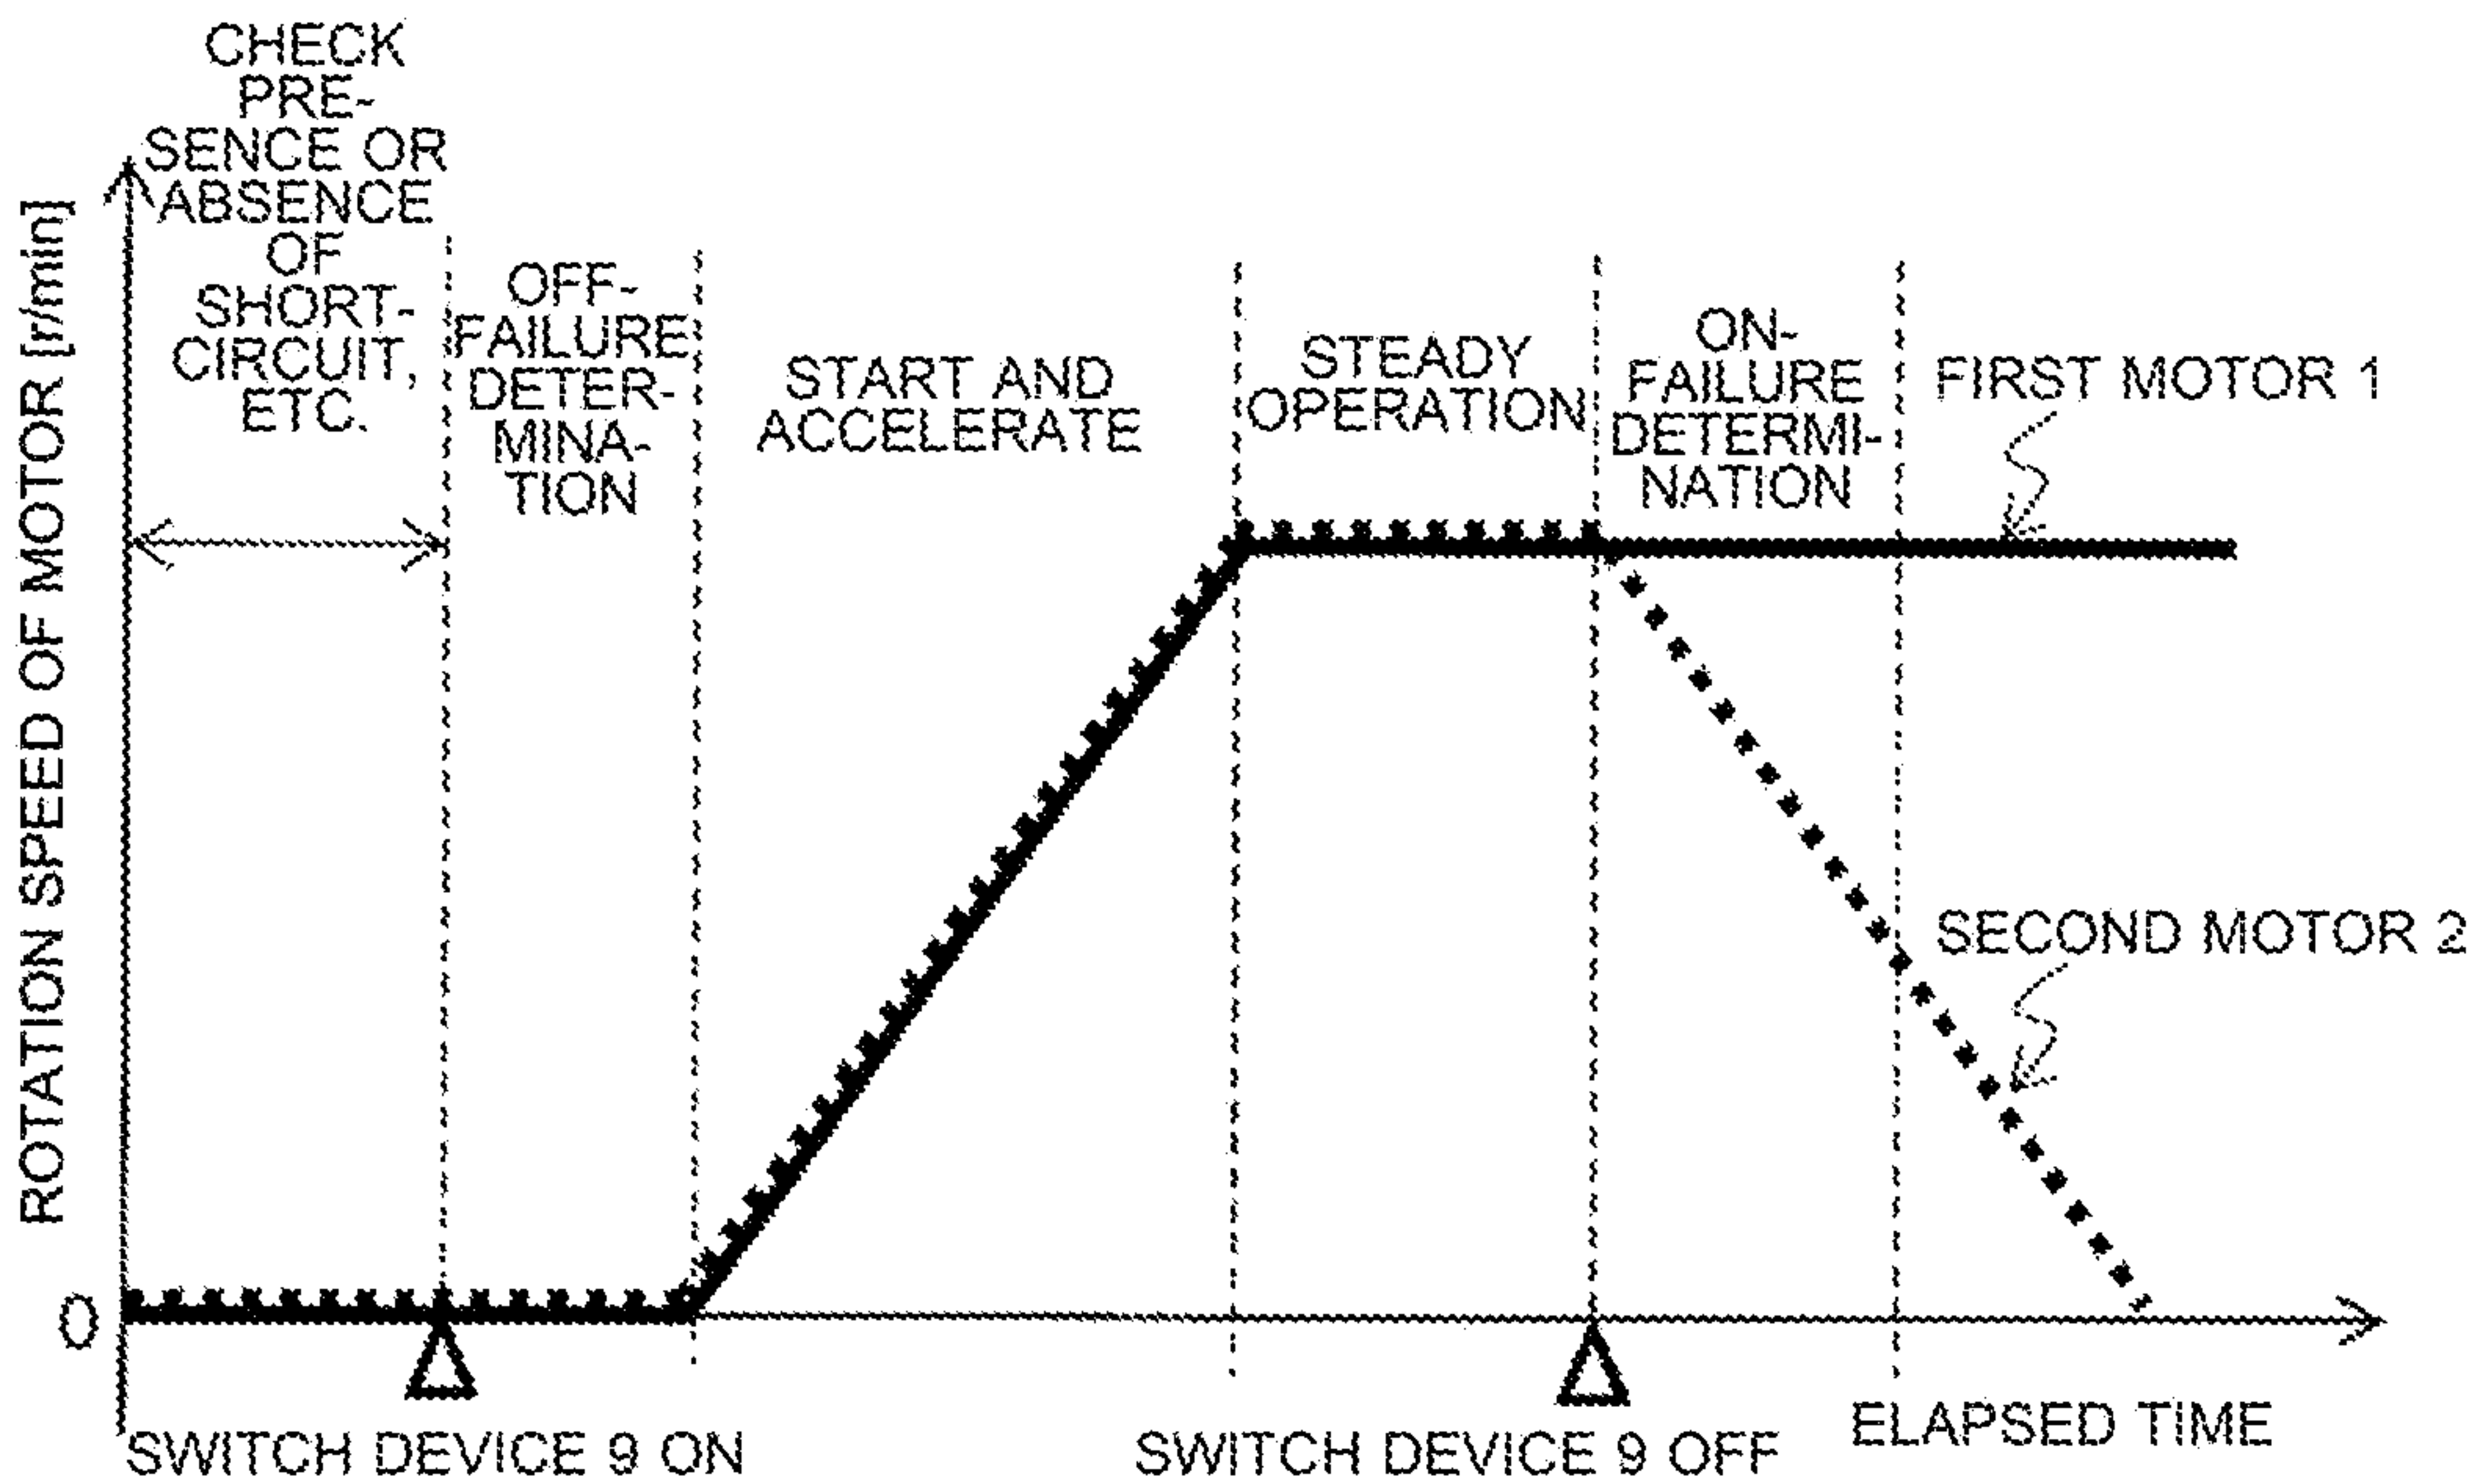 CHECK
PRE-
SENCE OR
ABSENCE
OF
SHORT-
CIRCUIT,
ETC.
OFF-
FAILURE
DETER-
MINA-
TION
START AND
ACCELERATE
STEADY
OPERATION
ON-
FAILURE
DETERMI-
NATION
FIRST MOTOR 1
SECOND MOTOR 2
ROTATION SPEED OF MOTOR [r/min]
0
SWITCH DEVICE 9 ON
SWITCH DEVICE 9 OFF
ELAPSED TIME